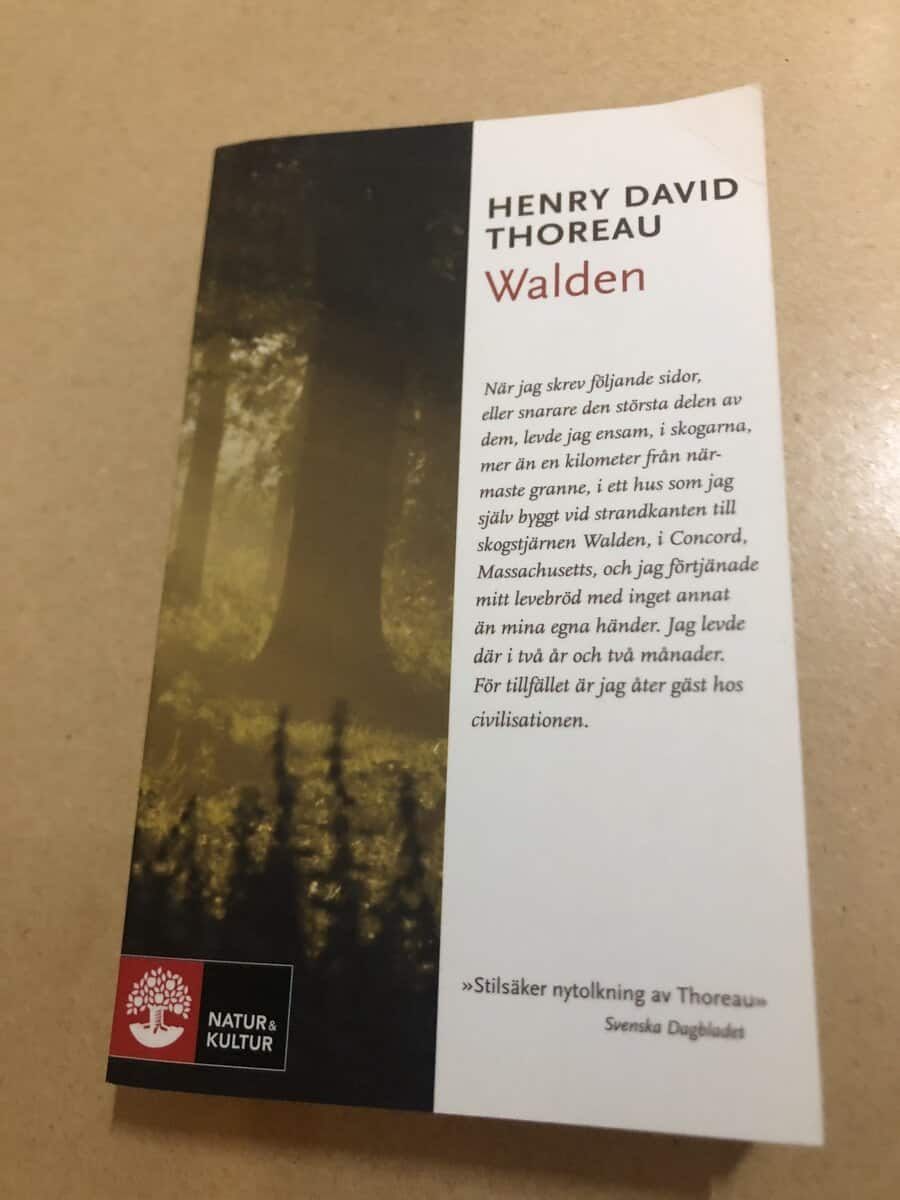 HENRY DAVID
THOREAU
Walden
När jag skrev följande sidor,
eller snarare den största delen av
dem, levde jag ensam, i skogarna,
mer än en kilometer från när-
maste granne, i ett hus som jag
själv byggt vid strandkanten till
skogstjärnen Walden, i Concord,
Massachusetts, och jag förtjänade
mitt levebröd med inget annat
än mina egna händer. Jag levde
där i två år och två månader.
För tillfället är jag åter gäst hos
civilisationen.
»Stilsäker nytolkning av Thoreau»
Svenska Dagbladet
NATUR&
KULTUR